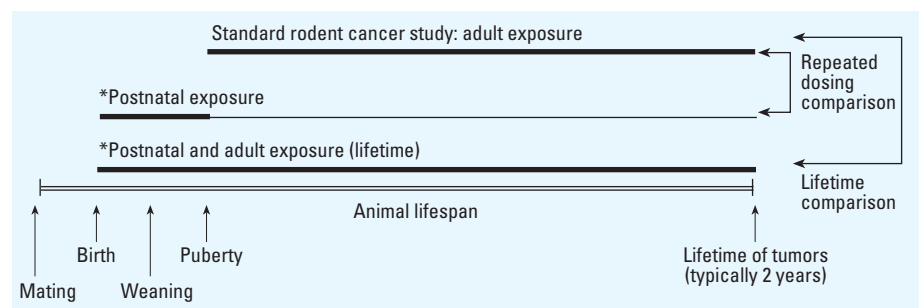 Standard rodent cancer study: adult exposure
Repeated
dosing
comparison
*Postnatal exposure
*Postnatal and adult exposure (lifetime)
Lifetime
comparison
Animal lifespan
Birth
Puberty
Lifetime of tumors
(typically 2 years)
Mating
Weaning